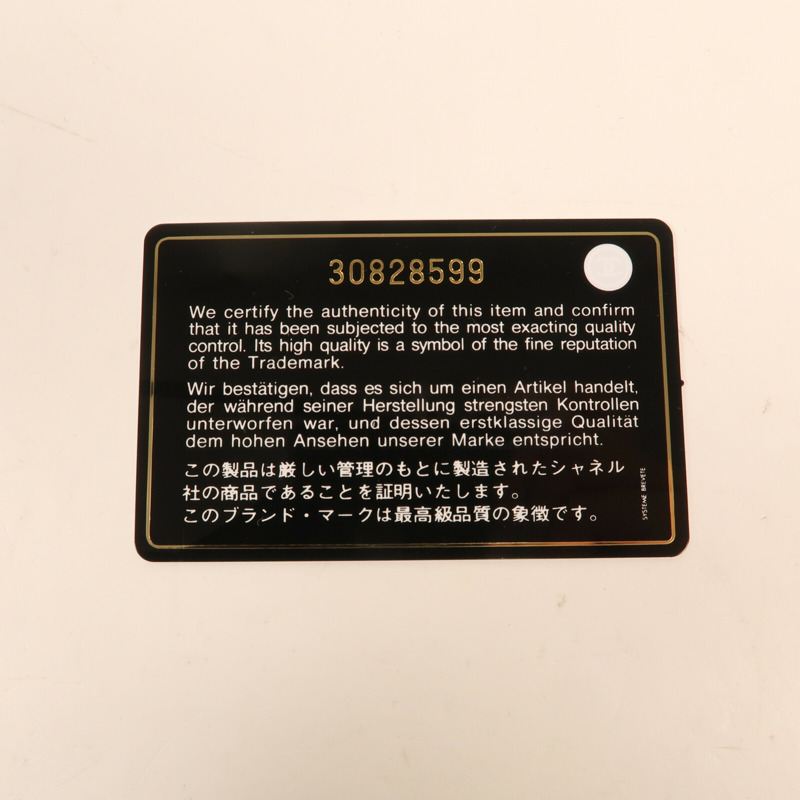 30828599
We certify the authenticity of this item and confirm
that it has been subjected to the most exacting quality
control. Its high quality is a symbol of the fine reputation
of the Trademark.
Wir bestätigen, dass es sich um einen Artikel handelt,
der während seiner Herstellung strengsten Kontrollen
unterworfen war, und dessen erstklassige Qualität
dem hohen Ansehen unserer Marke entspricht.
この製品は厳しい管理のもとに製造されたシャネル
社の商品であることを証明いたします。
このブランド・マークは最高級品質の象徴です。
SYSTEME BREVETE